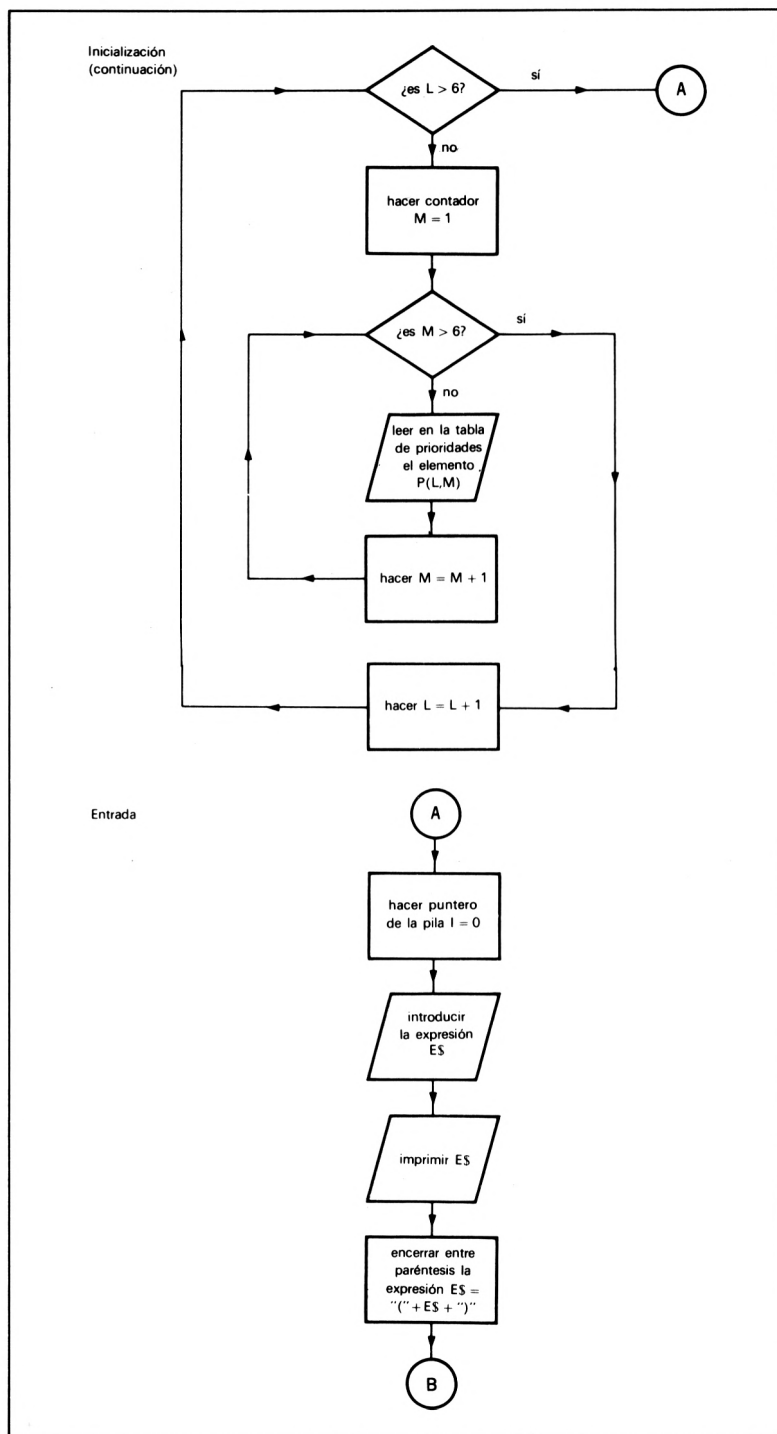 Inicialización
(continuación)
¿es L > 6?
sí
A
no
hacer contador
M = 1
¿es M > 6?
sí
no
leer en la tabla
de prioridades
el elemento
P(L,M)
hacer M = M + 1
hacer L = L + 1
Entrada
A
hacer puntero
de la pila I = 0
introducir
la expresión
E$
imprimir E$
encerrar entre
paréntesis la
expresión E$ =
"(" + E$ + ")"
B